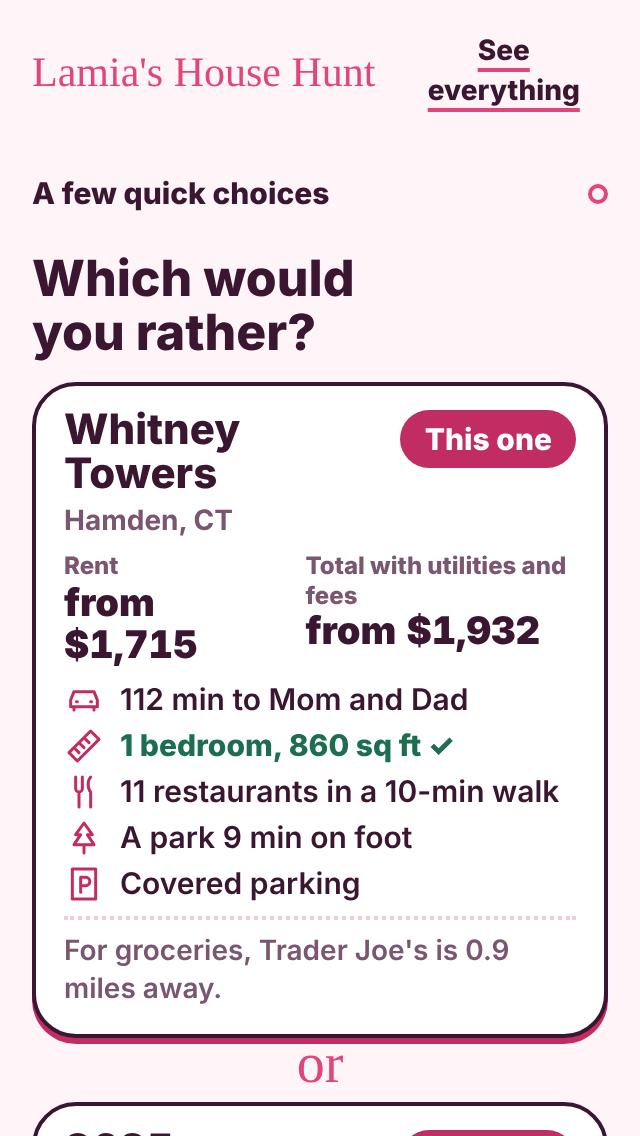 Lamia's House Hunt
See
everything
A few quick choices
Which would
you rather?
Whitney
Towers
This one
Hamden, CT
Rent
from
$1,715
Total with utilities and
fees
from $1,932
112 min to Mom and Dad
1 bedroom, 860 sq ft ✓
11 restaurants in a 10-min walk
A park 9 min on foot
P
Covered parking
For groceries, Trader Joe's is 0.9
miles away.
or